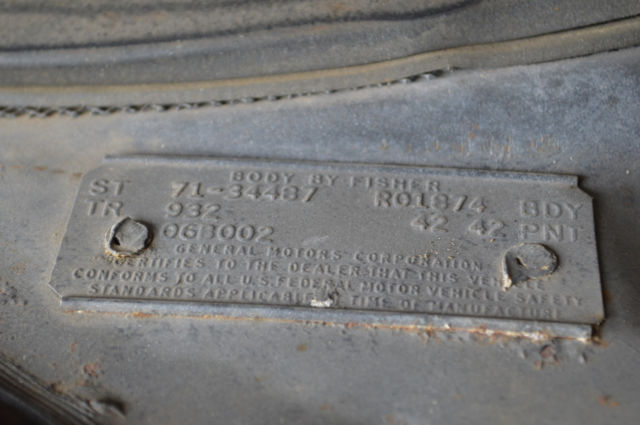 BODY BY FISHER
ST 71-34487 R01874 BDY
TR 932 42 42 PNT
06B002
GENERAL MOTORS CORPORATION
CERTIFIES TO THE DEALER THAT THIS VEHICLE
CONFORMS TO ALL U.S. FEDERAL MOTOR VEHICLE SAFETY
STANDARDS APPLICABLE TIME OF MANUFACTURE